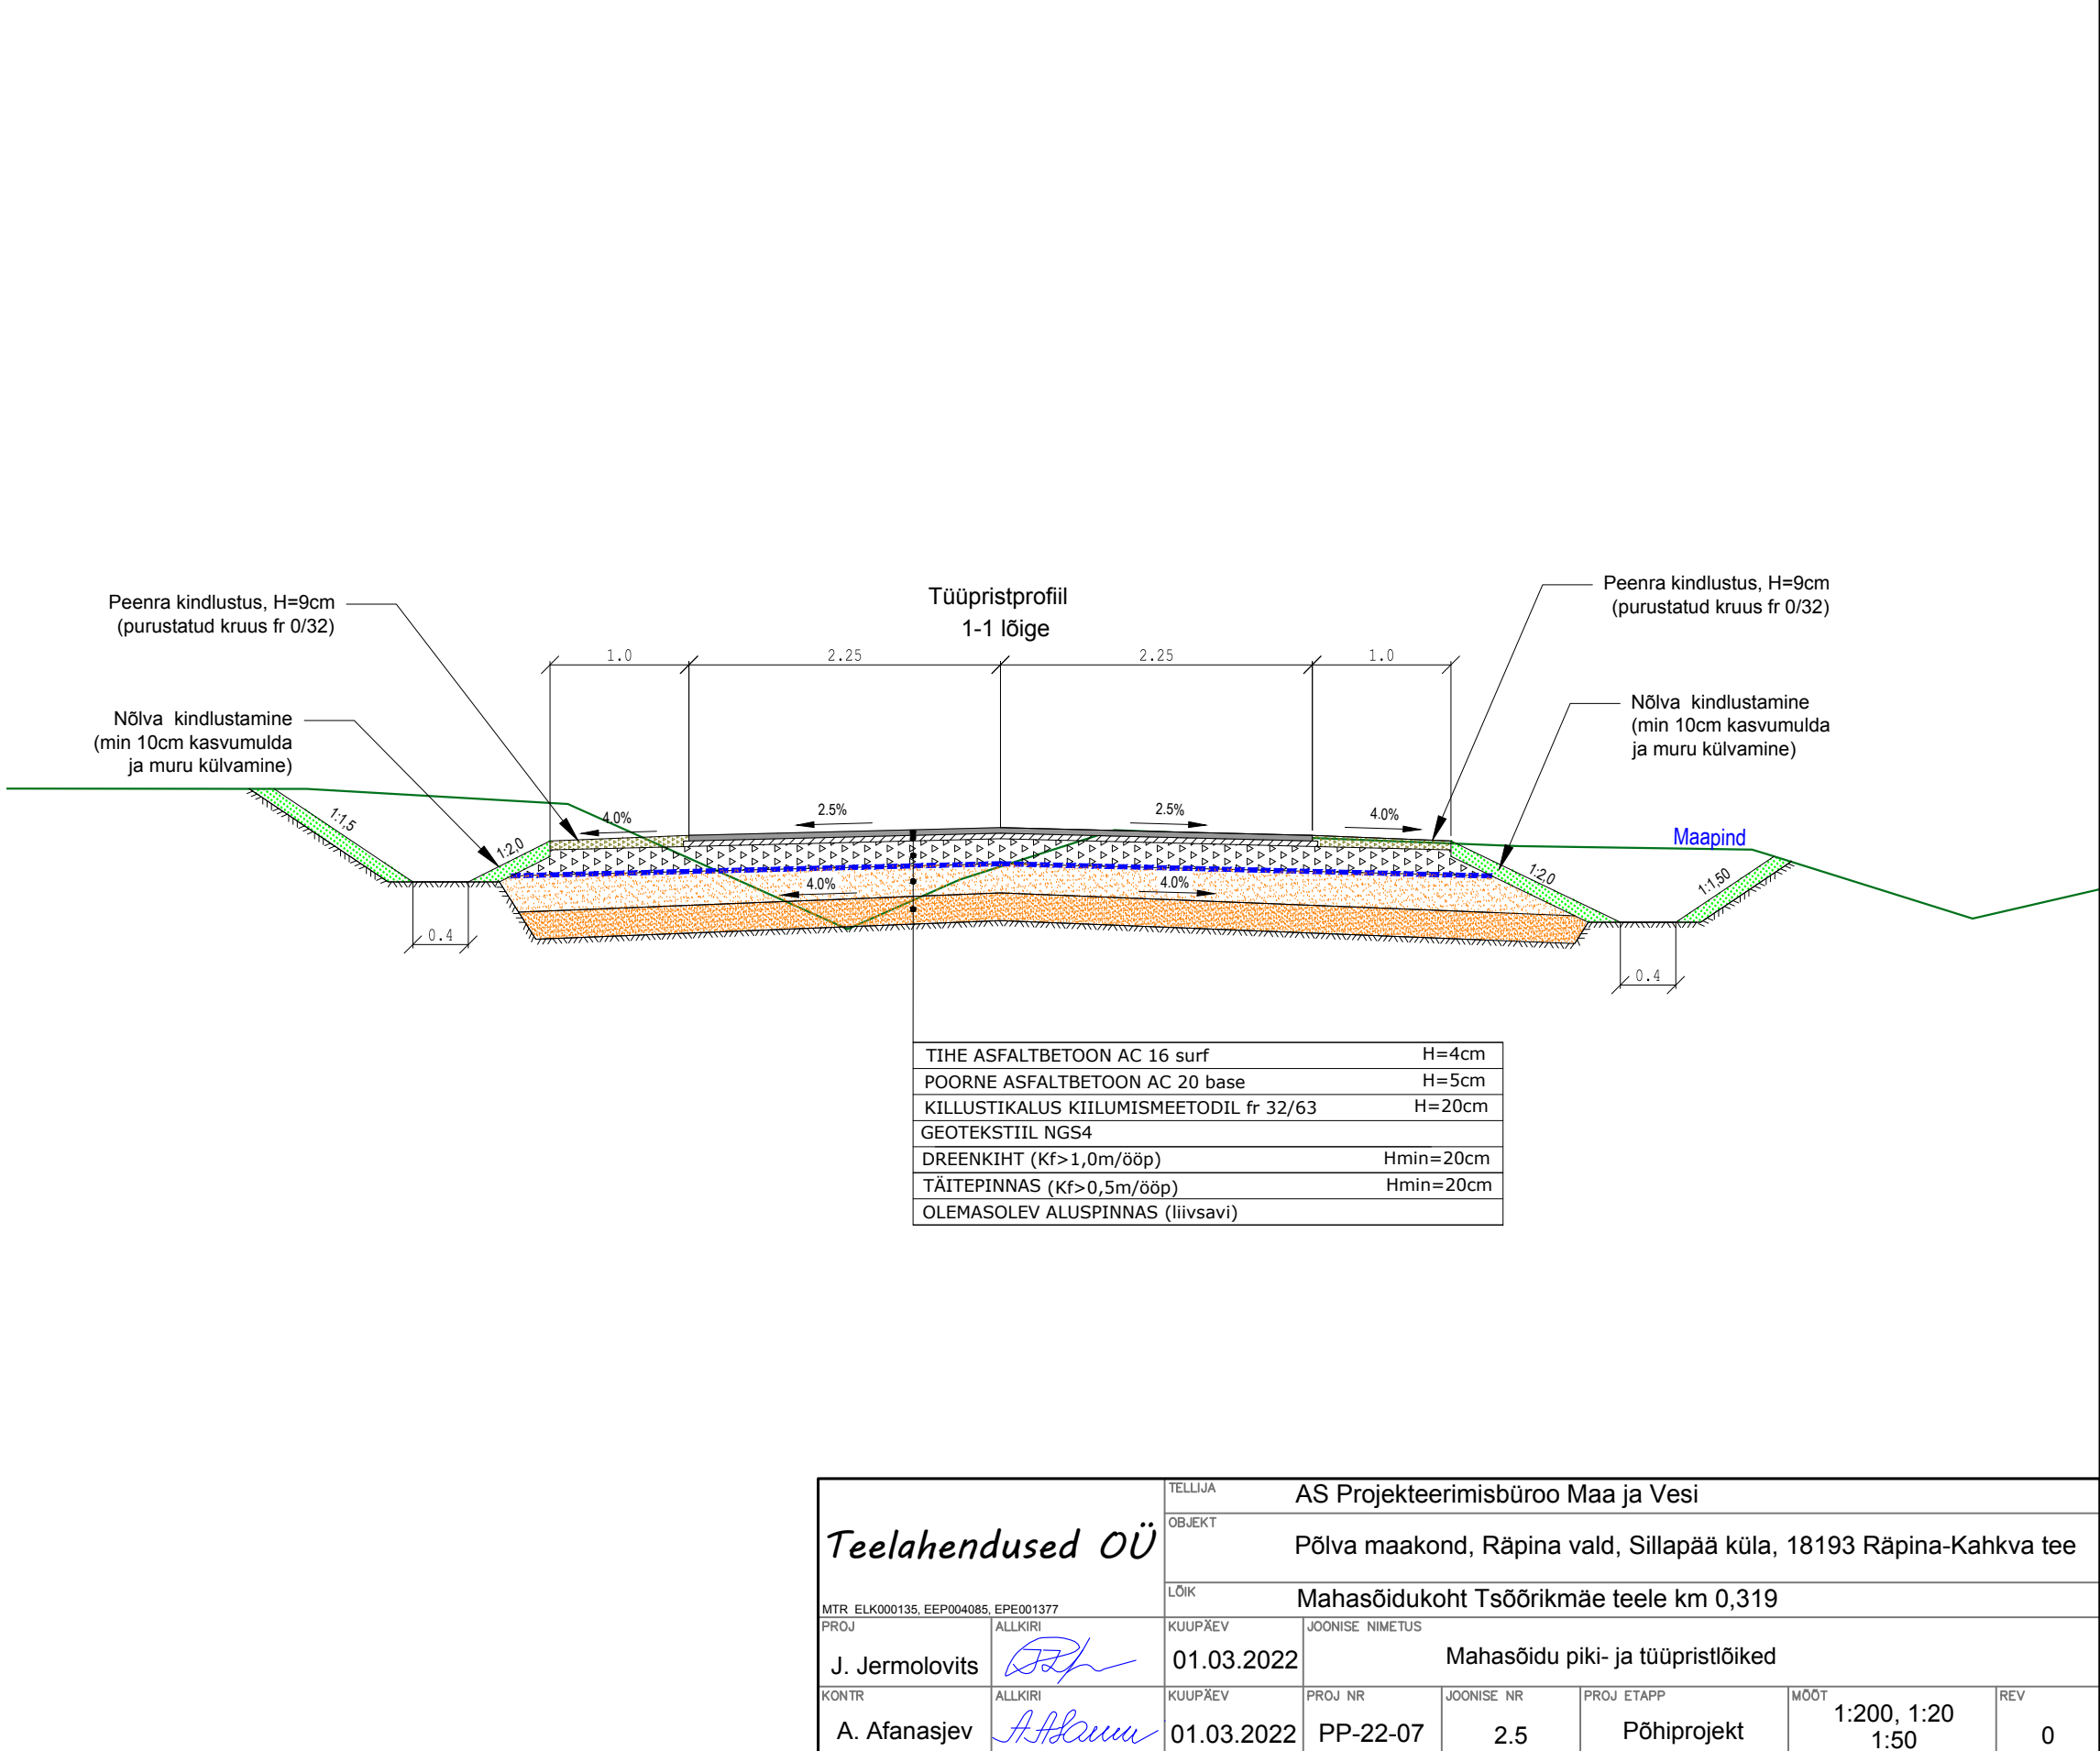 Tüüpristprofiil
1-1 lõige
Peenra kindlustus, H=9cm
(purustatud kruus fr 0/32)
Peenra kindlustus, H=9cm
(purustatud kruus fr 0/32)
1.0
2.25
2.25
1.0
Nõlva kindlustamine
(min 10cm kasvumulda
ja muru külvamine)
Nõlva kindlustamine
(min 10cm kasvumulda
ja muru külvamine)
1:1,5
1:2,0
4.0%
2.5%
2.5%
4.0%
Maapind
1:2,0
1:1,50
4.0%
4.0%
0.4
0.4
TIHE ASFALTBETOON AC 16 surf H=4cm
POORNE ASFALTBETOON AC 20 base H=5cm
KILLUSTIKALUS KIILUMISMEETODIL fr 32/63 H=20cm
GEOTEKSTIIL NGS4
DREENKIHT (Kf>1,0m/ööp) Hmin=20cm
TÄITEPINNAS (Kf>0,5m/ööp) Hmin=20cm
OLEMASOLEV ALUSPINNAS (liivsavi)
Teelahendused OÜ
MTR ELK000135, EEP004085, EPE001377
TELLIJA
AS Projekteerimisbüroo Maa ja Vesi
OBJEKT
Põlva maakond, Räpina vald, Sillapää küla, 18193 Räpina-Kahkva tee
LÕIK
Mahasõidukoht Tsõõrikmäe teele km 0,319
PROJ
J. Jermolovits
ALLKIRI
KUUPÄEV
01.03.2022
JOONISE NIMETUS
Mahasõidu piki- ja tüüpristlõiked
KONTR
A. Afanasjev
ALLKIRI
KUUPÄEV
01.03.2022
PROJ NR
PP-22-07
JOONISE NR
2.5
PROJ ETAPP
Põhiprojekt
MÕÕT
1:200, 1:20
1:50
REV
0